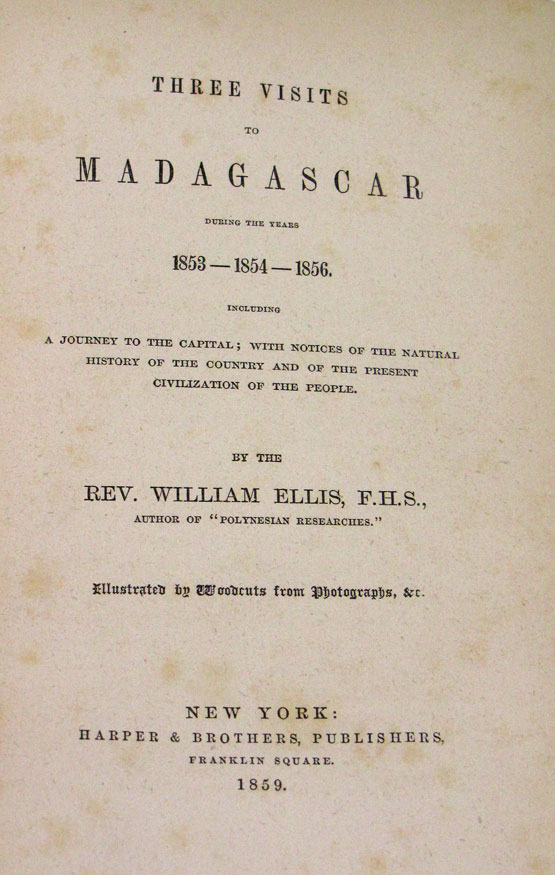 THREE VISITS
TO
MADAGASCAR
DURING THE YEARS
1853—1854—1856.
INCLUDING
A JOURNEY TO THE CAPITAL; WITH NOTICES OF THE NATURAL
HISTORY OF THE COUNTRY AND OF THE PRESENT
CIVILIZATION OF THE PEOPLE.
BY THE
REV. WILLIAM ELLIS, F.H.S.,
AUTHOR OF "POLYNESIAN RESEARCHES."
Illustrated by Woodcuts from Photographs, &c.
NEW YORK:
HARPER & BROTHERS, PUBLISHERS,
FRANKLIN SQUARE.
1859.